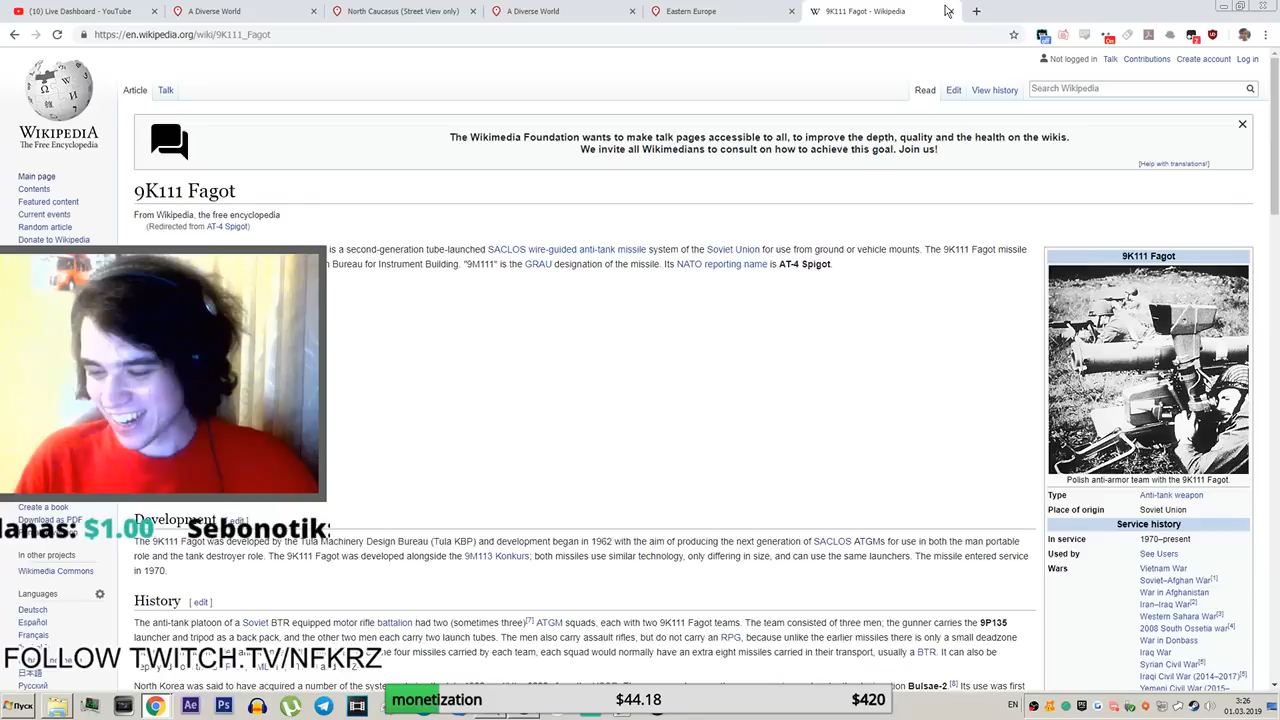 (10) Live Dashboard - YouTube
A Diverse World
North Caucasus (Street View only)
A Diverse World
Eastern Europe
9K111 Fagot - Wikipedia
https://en.wikipedia.org/wiki/9K111_Fagot
Not logged in Talk Contributions Create account Log in
Article Talk
Read Edit View history
Search Wikipedia
WIKIPEDIA
The Free Encyclopedia
The Wikimedia Foundation wants to make talk pages accessible to all, to improve the depth, quality and the health on the wikis.
We invite all Wikimedians to consult on how to achieve this goal. Join us!
[Help with translations!]
Main page
Contents
Featured content
Current events
Random article
Donate to Wikipedia
9K111 Fagot
From Wikipedia, the free encyclopedia
(Redirected from AT-4 Spigot)
is a second-generation tube-launched SACLOS wire-guided anti-tank missile system of the Soviet Union for use from ground or vehicle mounts. The 9K111 Fagot missile
n Bureau for Instrument Building. "9M111" is the GRAU designation of the missile. Its NATO reporting name is AT-4 Spigot.
9K111 Fagot
Polish anti-armor team with the 9K111 Fagot.
Type Anti-tank weapon
Place of origin Soviet Union
Service history
In service 1970–present
Used by See Users
Wars Vietnam War
Soviet–Afghan War[1]
War in Afghanistan
Iran–Iraq War[2]
Western Sahara War[3]
2008 South Ossetia war[4]
War in Donbass
Iraq War
Syrian Civil War[5]
Iraqi Civil War (2014–2017)[6]
Yemeni Civil War (2015–
Create a book
Download as PDF
lanas: $1.00 Sebonotik:
In other projects
Wikimedia Commons
Languages
Deutsch
Español
Français
日本語
Русский
Development [ edit ]
The 9K111 Fagot was developed by the Tula Machinery Design Bureau (Tula KBP) and development began in 1962 with the aim of producing the next generation of SACLOS ATGMs for use in both the man portable
role and the tank destroyer role. The 9K111 Fagot was developed alongside the 9M113 Konkurs; both missiles use similar technology, only differing in size, and can use the same launchers. The missile entered service
in 1970.
History [ edit ]
The anti-tank platoon of a Soviet BTR equipped motor rifle battalion had two (sometimes three)[7] ATGM squads, each with two 9K111 Fagot teams. The team consisted of three men; the gunner carries the 9P135
launcher and tripod as a back pack, and the other two men each carry two launch tubes. The men also carry assault rifles, but do not carry an RPG, because unlike the earlier missiles there is only a small deadzone
four missiles carried by each team, each squad would normally have an extra eight missiles carried in their transport, usually a BTR. It can also be
North Korea was said to have acquired a number of the
Bulsae-2 [8] Its use was first
FOLLOW TWITCH.TV/NFKRZ
monetization $44.18 $420
Пуск
EN
3:26
01.03.2019